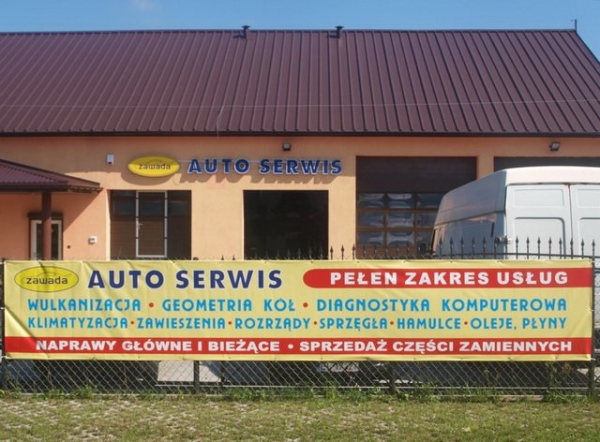 zawada AUTO SERWIS
zawada AUTO SERWIS PEŁEN ZAKRES USŁUG
WULKANIZACJA • GEOMETRIA KÓŁ • DIAGNOSTYKA KOMPUTEROWA
KLIMATYZACJA • ZAWIESZENIA • ROZRZĄDY • SPRZĘGŁA • HAMULCE • OLEJE, PŁYNY
NAPRAWY GŁÓWNE I BIEŻĄCE • SPRZEDAŻ CZĘŚCI ZAMIENNYCH